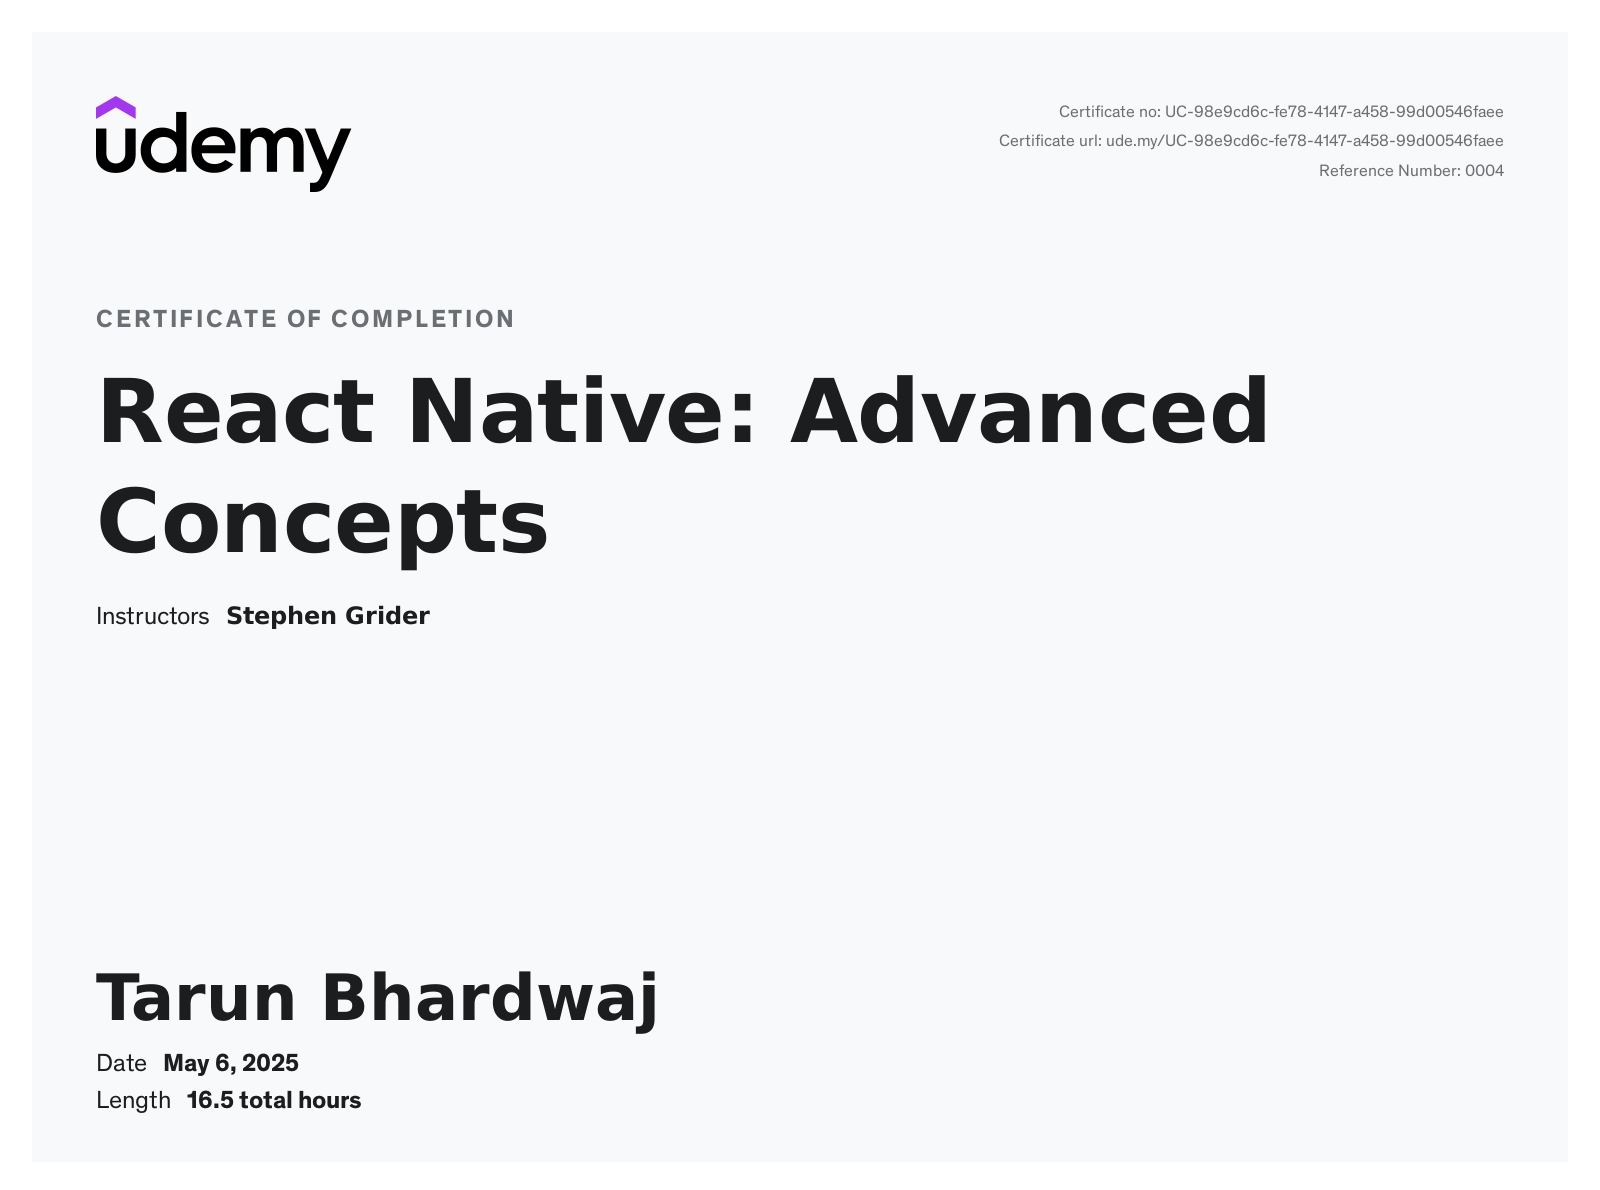 udemy
Certificate no: UC-98e9cd6c-fe78-4147-a458-99d00546faee
Certificate url: ude.my/UC-98e9cd6c-fe78-4147-a458-99d00546faee
Reference Number: 0004
CERTIFICATE OF COMPLETION
React Native: Advanced
Concepts
Instructors Stephen Grider
Tarun Bhardwaj
Date May 6, 2025
Length 16.5 total hours